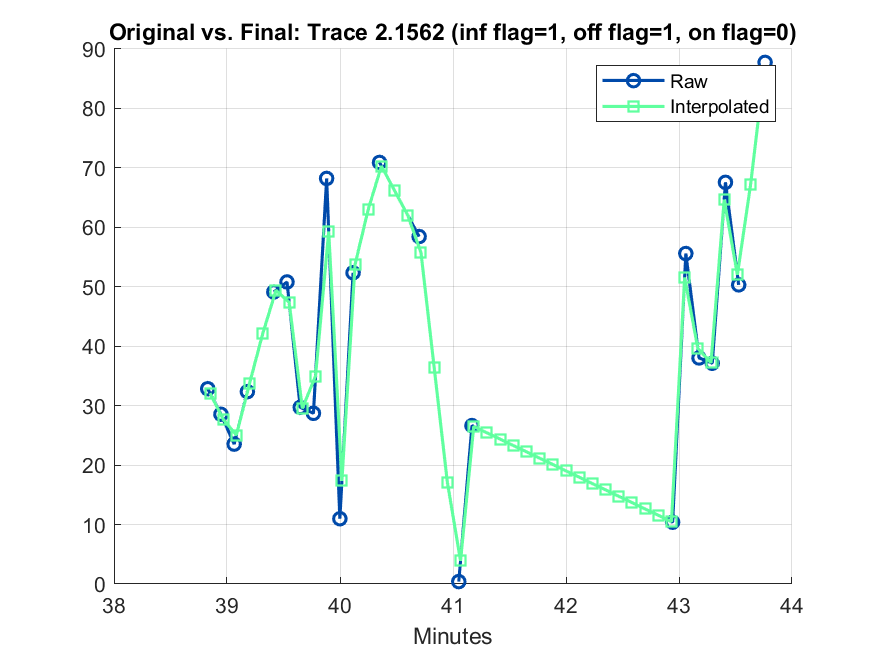 Original vs. Final: Trace 2.1562 (inf flag=1, off flag=1, on flag=0)
90
80
70
60
50
40
30
20
10
0
Raw
Interpolated
38 39 40 41 42 43 44
Minutes